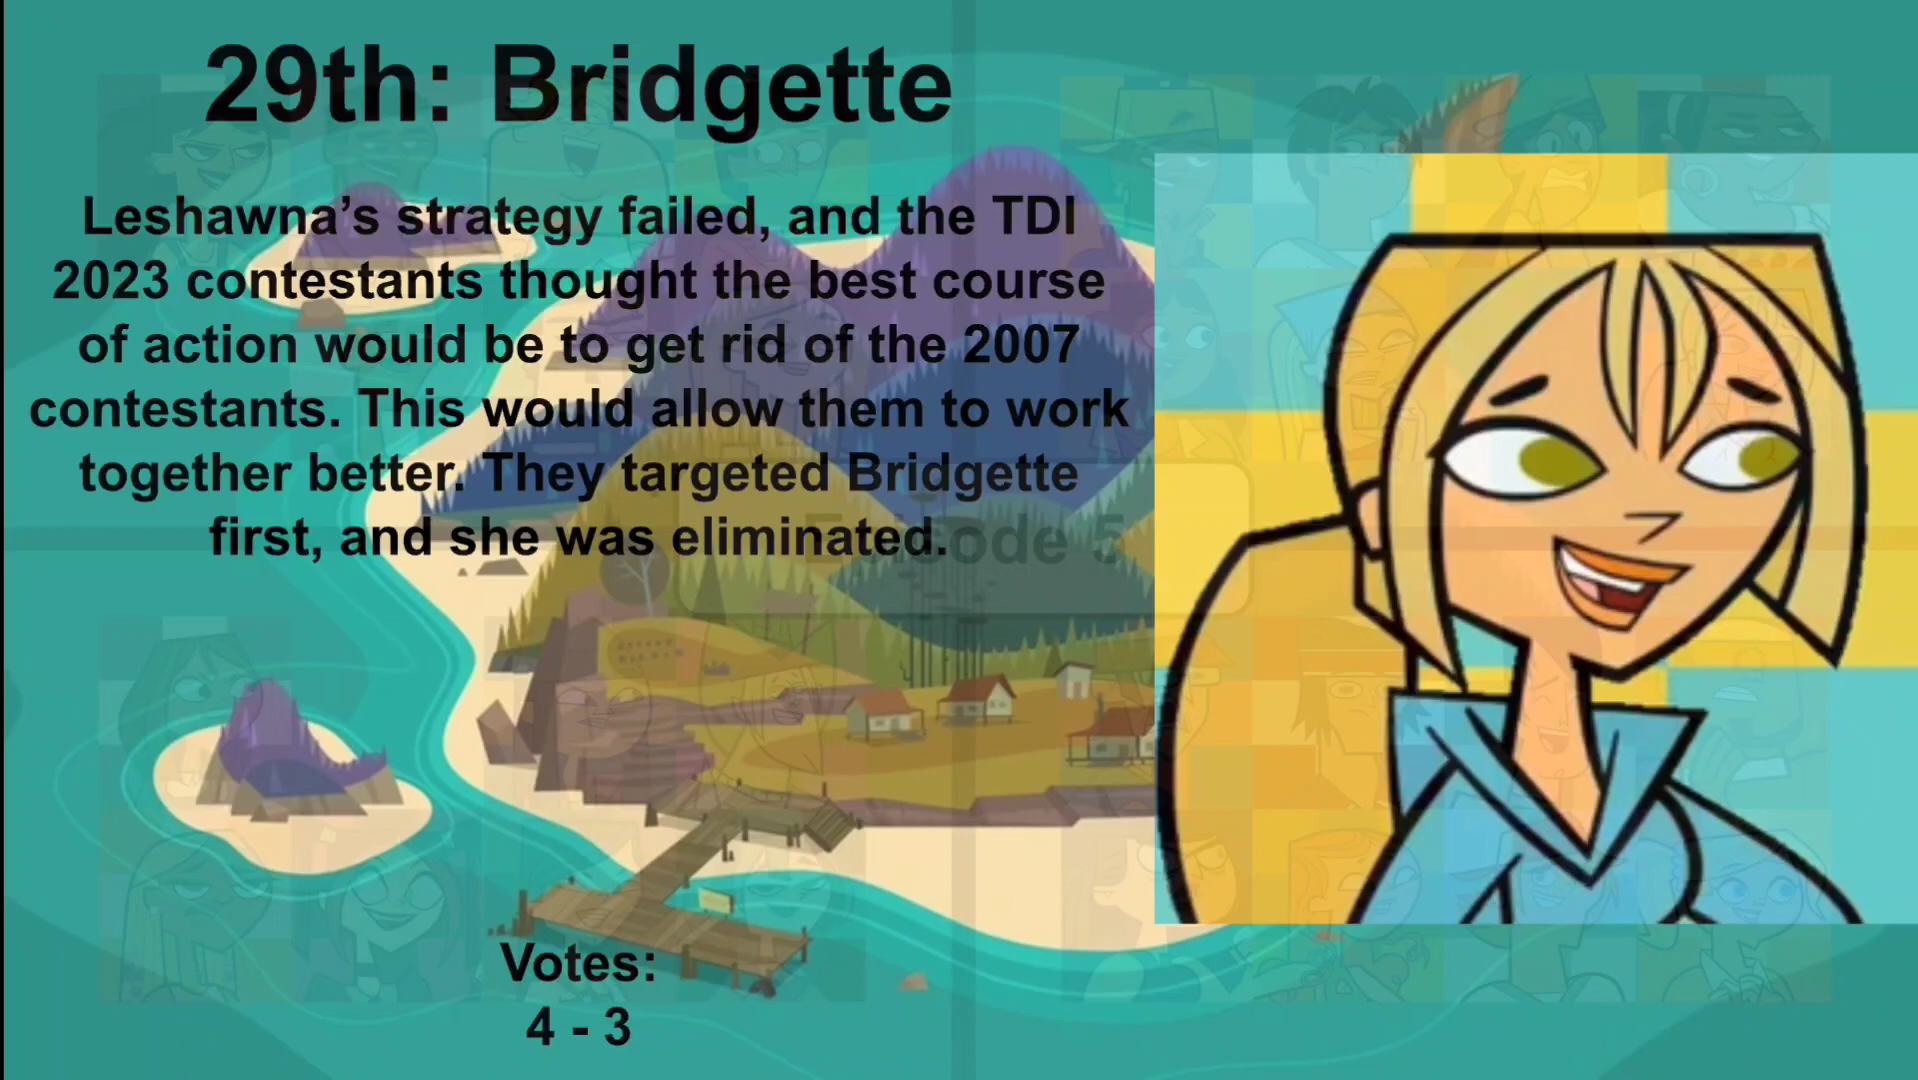 29th: Bridgette
Leshawna’s strategy failed, and the TDI
2023 contestants thought the best course
of action would be to get rid of the 2007
contestants. This would allow them to work
together better. They targeted Bridgette
first, and she was eliminated.
Episode 5
Votes:
4 - 3